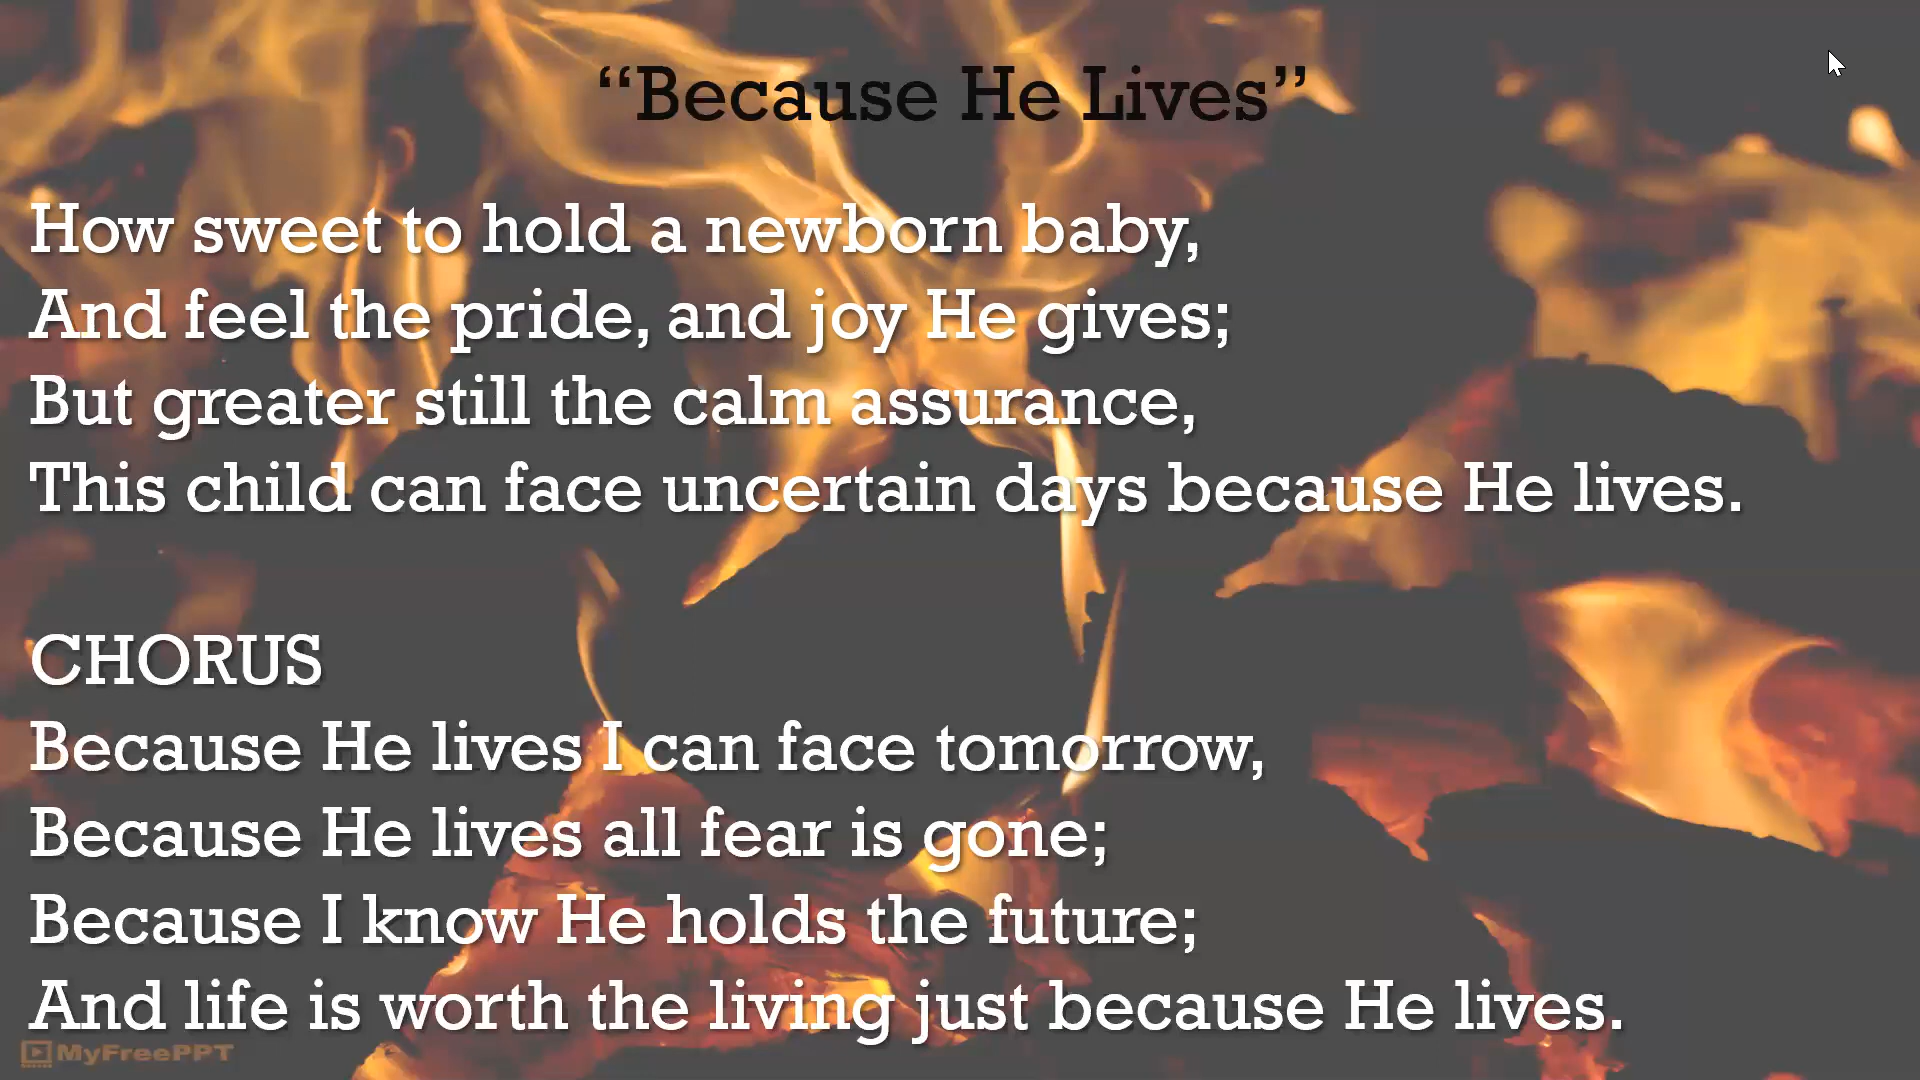 “Because He Lives”
How sweet to hold a newborn baby,
And feel the pride, and joy He gives;
But greater still the calm assurance,
This child can face uncertain days because He lives.
CHORUS
Because He lives I can face tomorrow,
Because He lives all fear is gone;
Because I know He holds the future;
And life is worth the living just because He lives.
MyFreePPT